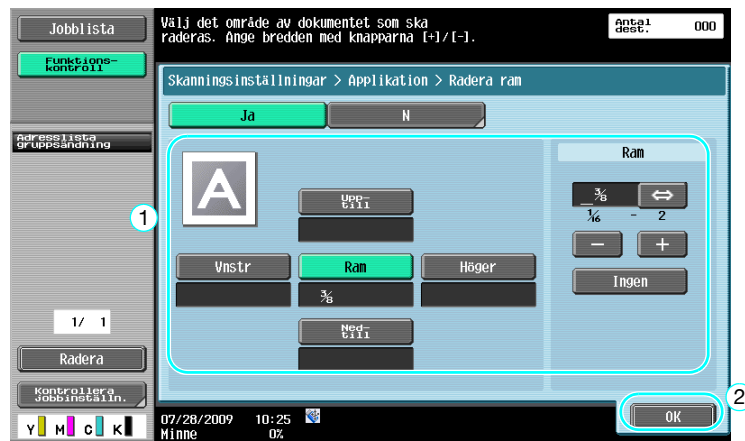 Jobblista
Välj det område av dokumentet som ska
raderas. Ange bredden med knapparna [+]/[-].
Antal
dest.
000
Funktions-
kontroll
Skanningsinställningar > Applikation > Radera ram
Ja
N
Adresslista
gruppsändning
Ram
A
Upp-
till
3/8
⇔
1/16 - 2
1
− +
Vnstr
Ram
Höger
Ingen
3/8
Ned-
till
1/ 1
Radera
Kontrollera
jobbinställn.
2
OK
Y M C K
07/28/2009 10:25
Minne 0%